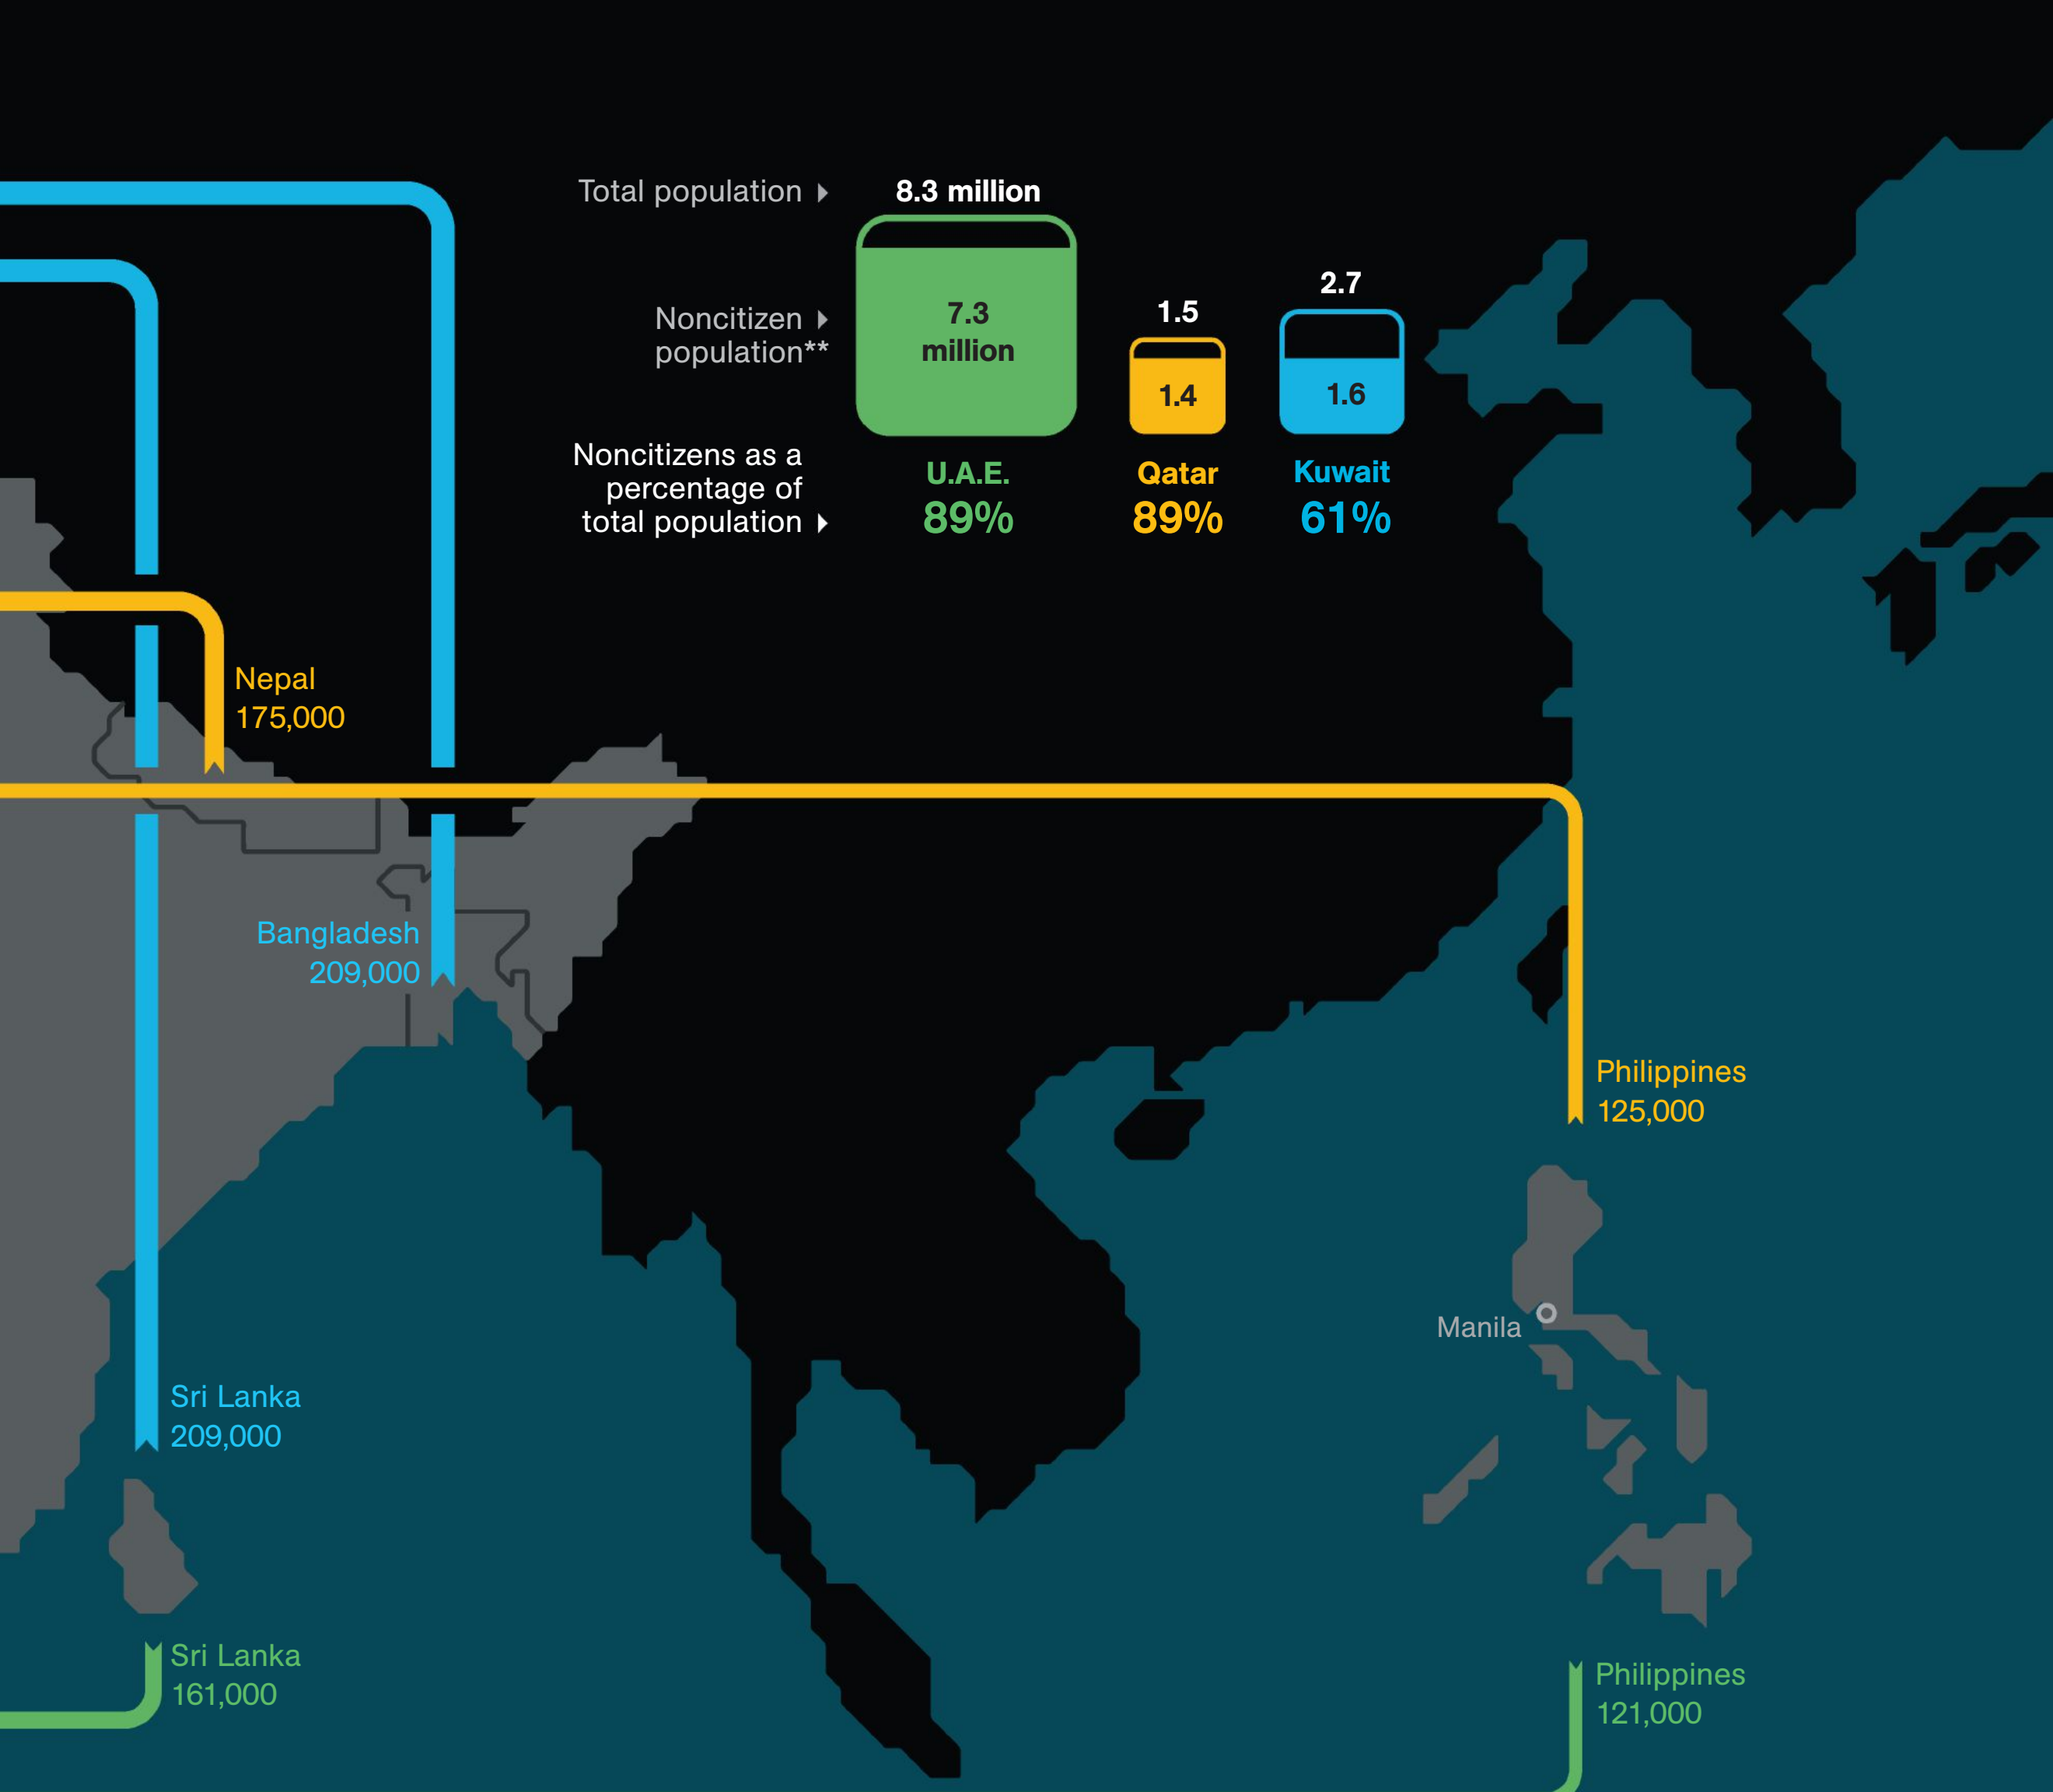 Total population
8.3 million
Noncitizen
population**
7.3
million
1.5
1.4
2.7
1.6
Noncitizens as a
percentage of
total population
U.A.E.
89%
Qatar
89%
Kuwait
61%
Nepal
175,000
Bangladesh
209,000
Philippines
125,000
Manila
Sri Lanka
209,000
Sri Lanka
161,000
Philippines
121,000